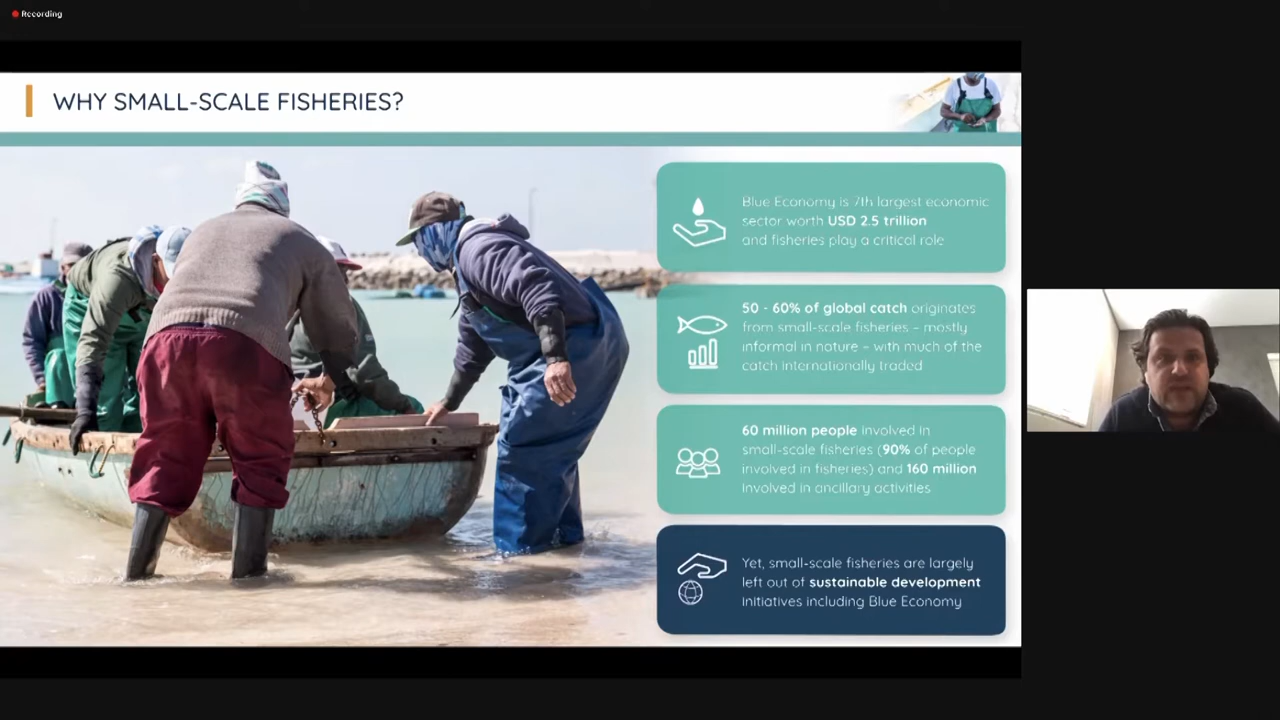 Recording
WHY SMALL-SCALE FISHERIES?
Blue Economy is 7th largest economic
sector worth USD 2.5 trillion
and fisheries play a critical role
50 - 60% of global catch originates
from small-scale fisheries – mostly
informal in nature – with much of the
catch internationally traded
60 million people involved in
small-scale fisheries (90% of people
involved in fisheries) and 160 million
involved in ancillary activities
Yet, small-scale fisheries are largely
left out of sustainable development
initiatives including Blue Economy